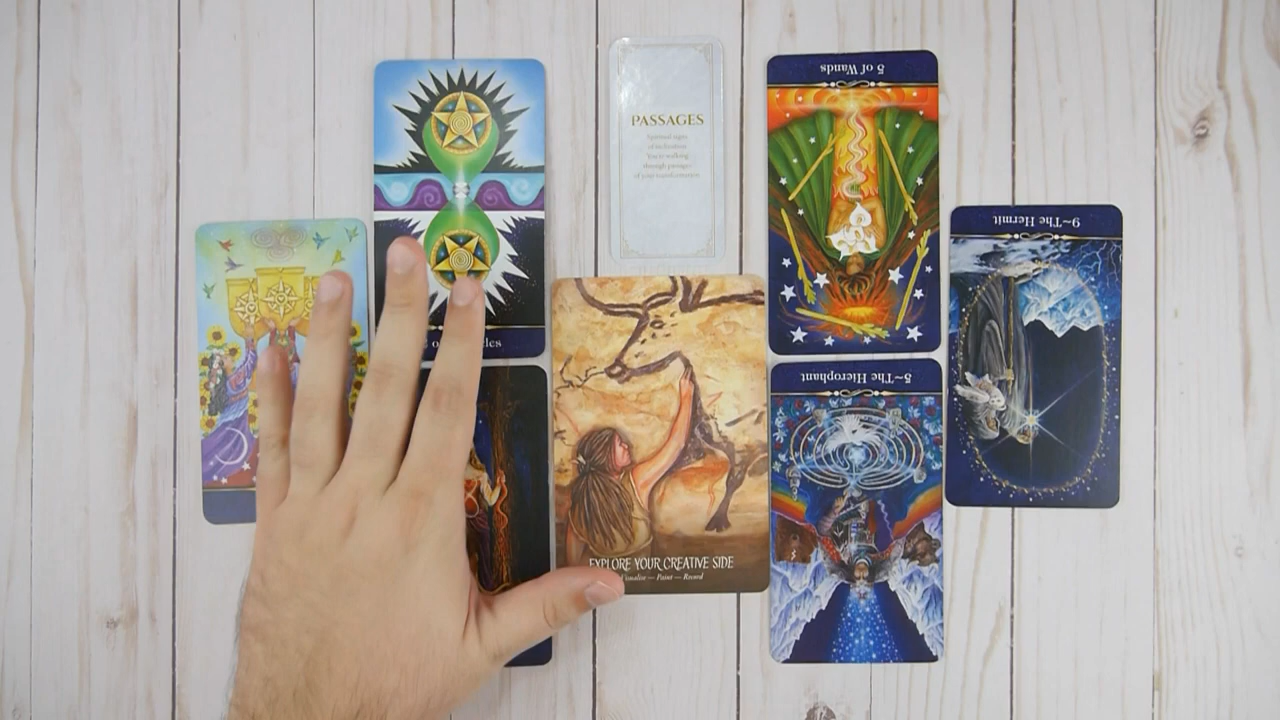 PASSAGES
Spiritual signs
of inclination
You're walking
through passages
of your transformation
5 of Wands
9~The Hermit
5~The Hierophant
EXPLORE YOUR CREATIVE SIDE
Paint — Record